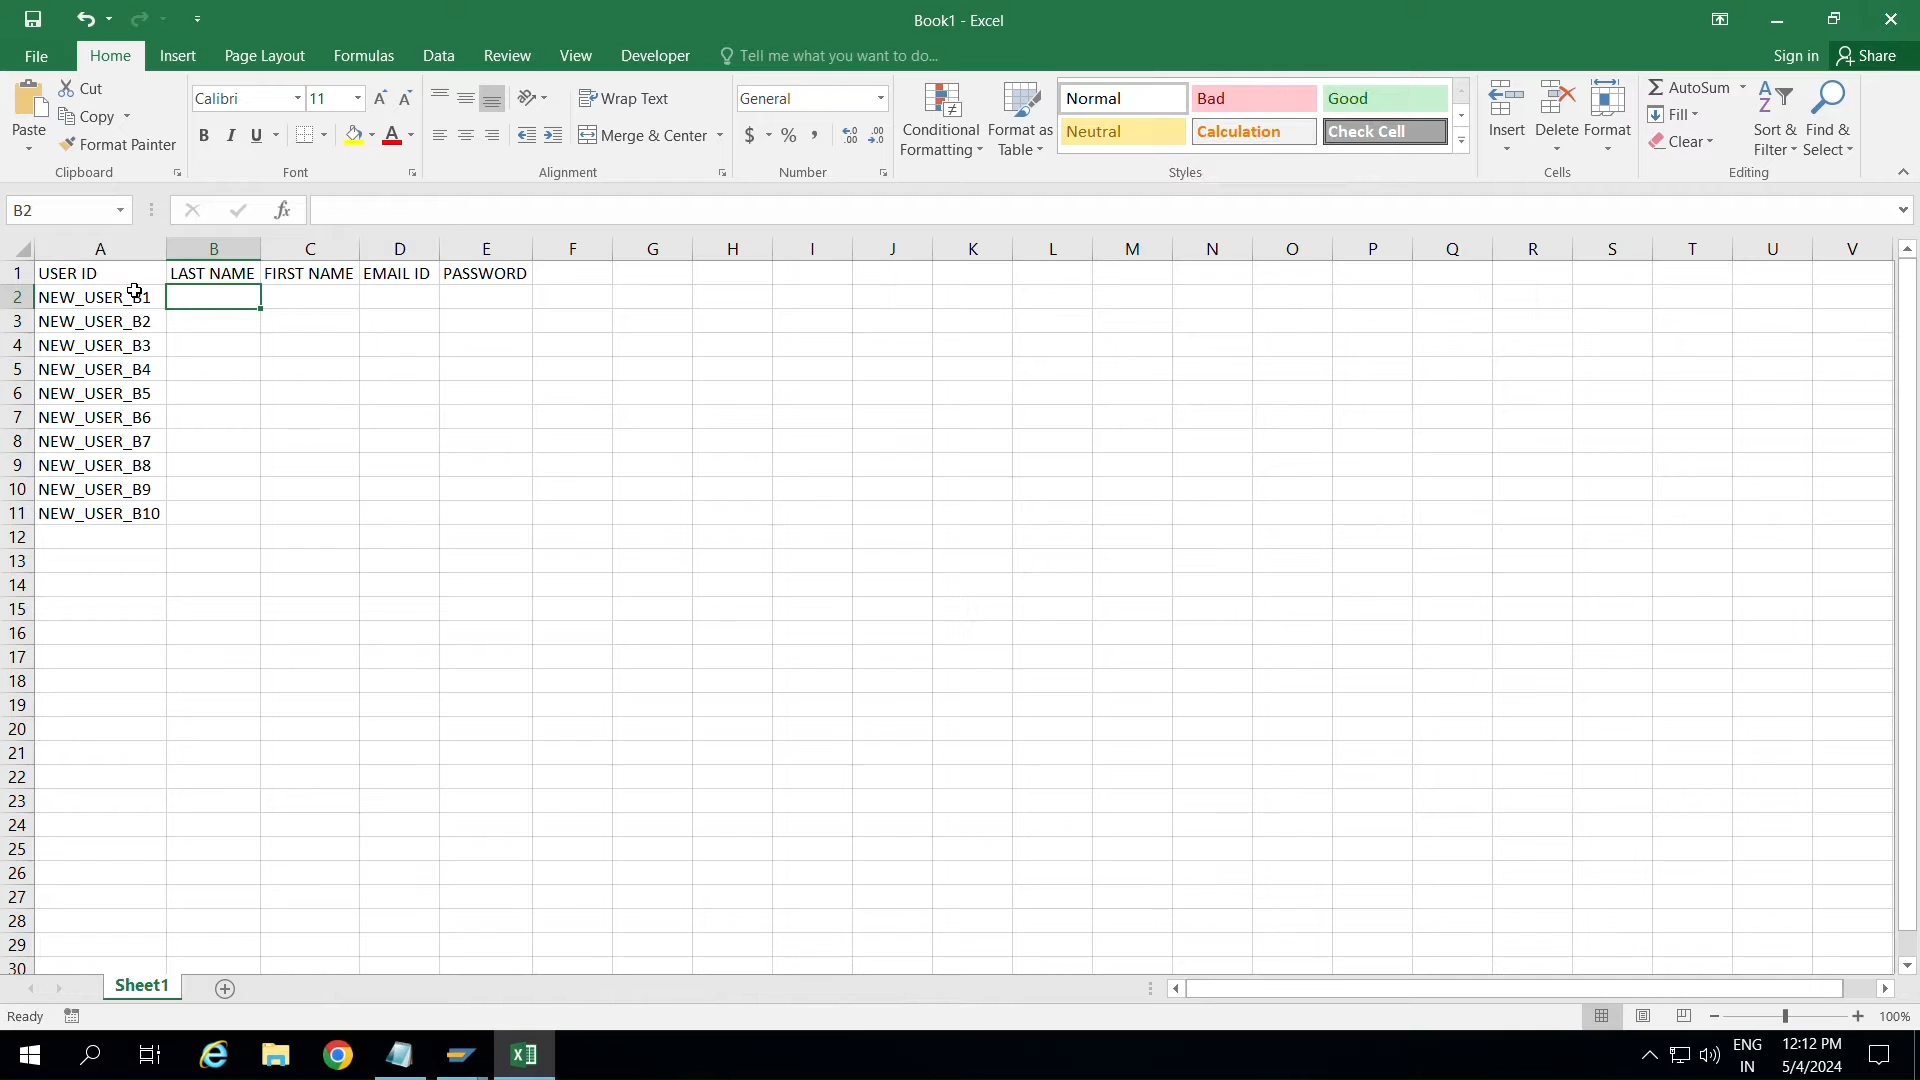 Book1 - Excel
File Home Insert Page Layout Formulas Data Review View Developer Tell me what you want to do... Sign in Share
Cut
Copy
Format Painter
Paste
Clipboard
Calibri 11
B I U
Font
Wrap Text
Merge & Center
Alignment
General
$ % ,
Number
Conditional Formatting
Format as Table
Normal Bad Good
Neutral Calculation Check Cell
Styles
Insert Delete Format
Cells
AutoSum
Fill
Clear
Sort & Filter
Find & Select
Editing
B2 fx
A B C D E F G H I J K L M N O P Q R S T U V
1 USER ID LAST NAME FIRST NAME EMAIL ID PASSWORD
2 NEW_USER_B1
3 NEW_USER_B2
4 NEW_USER_B3
5 NEW_USER_B4
6 NEW_USER_B5
7 NEW_USER_B6
8 NEW_USER_B7
9 NEW_USER_B8
10 NEW_USER_B9
11 NEW_USER_B10
12
13
14
15
16
17
18
19
20
21
22
23
24
25
26
27
28
29
30
Sheet1
Ready 100%
ENG 12:12 PM
IN 5/4/2024